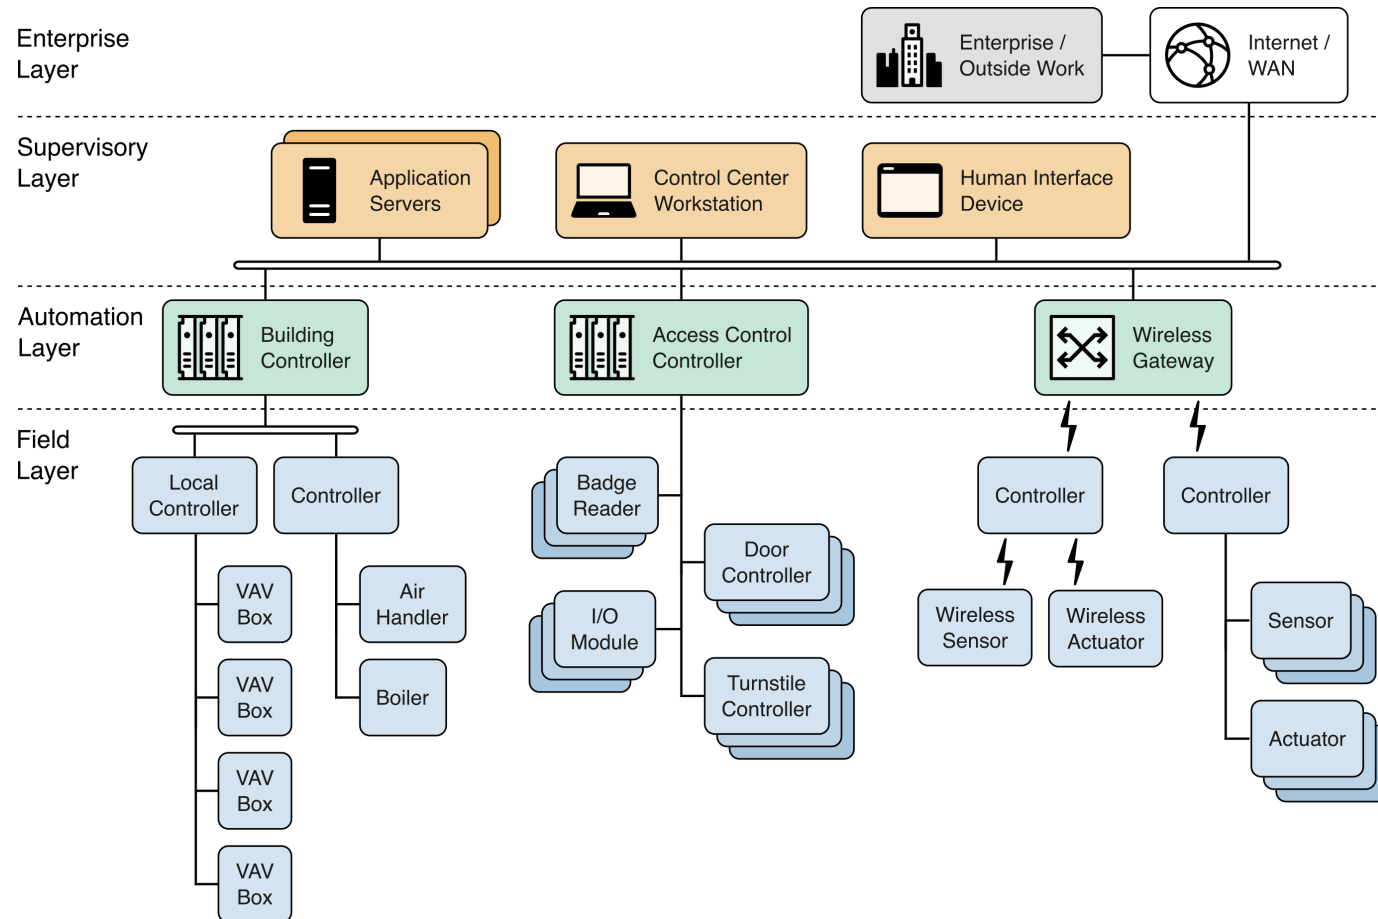 Enterprise
Layer
Enterprise /
Outside Work
Internet /
WAN
Supervisory
Layer
Application
Servers
Control Center
Workstation
Human Interface
Device
Automation
Layer
Building
Controller
Access Control
Controller
Wireless
Gateway
Field
Layer
Local
Controller
Controller
Badge
Reader
Controller
Controller
VAV
Box
Air
Handler
Door
Controller
I/O
Module
Wireless
Sensor
Wireless
Actuator
Sensor
VAV
Box
Boiler
Turnstile
Controller
Actuator
VAV
Box
VAV
Box